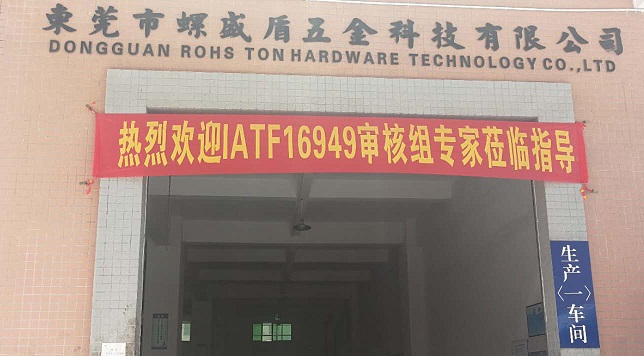 東莞市螺盛盾五金科技有限公司
DONGGUAN ROHS TON HARDWARE TECHNOLOGY CO.,LTD
热烈欢迎IATF16949审核组专家莅临指导
生产〈一〉车间